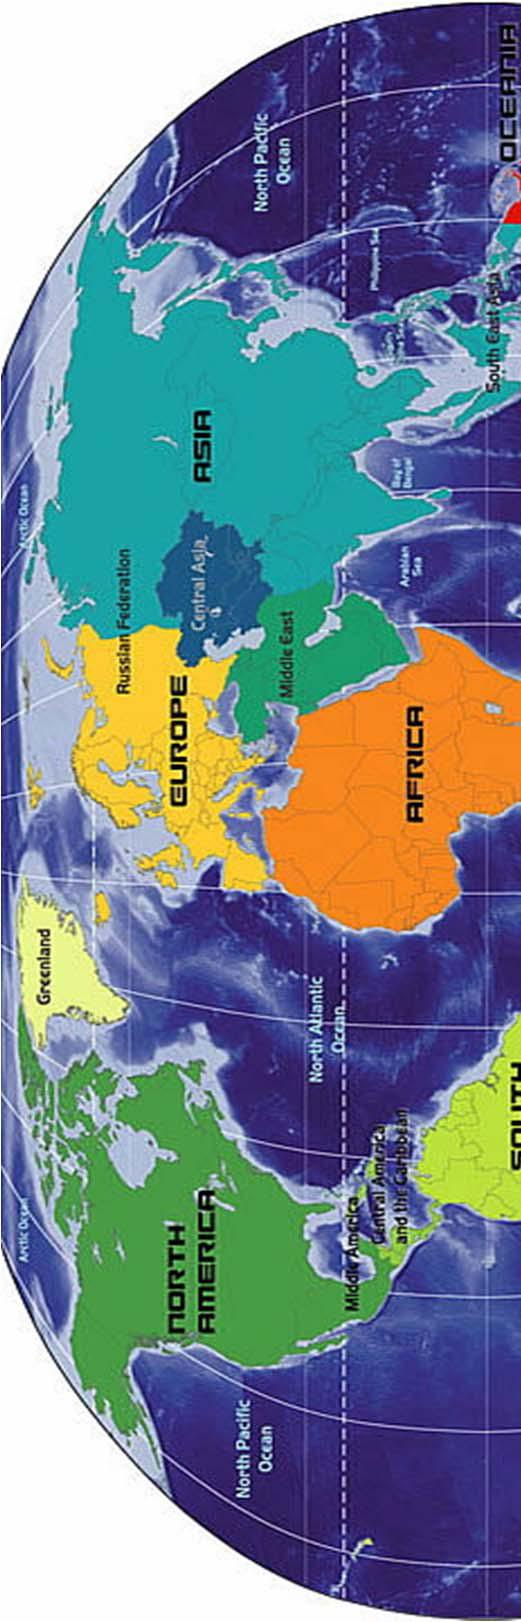 Arctic Ocean
Arctic Ocean
Greenland
Russian Federation
NORTH
AMERICA
EUROPE
ASIA
Central Asia
North Pacific
Ocean
North Pacific
Ocean
Middle East
North Atlantic
Ocean
Middle America
Central America
and the Caribbean
AFRICA
Arabian
Sea
Bay of
Bengal
Philippine Sea
South East Asia
OCEANIA
SOUTH